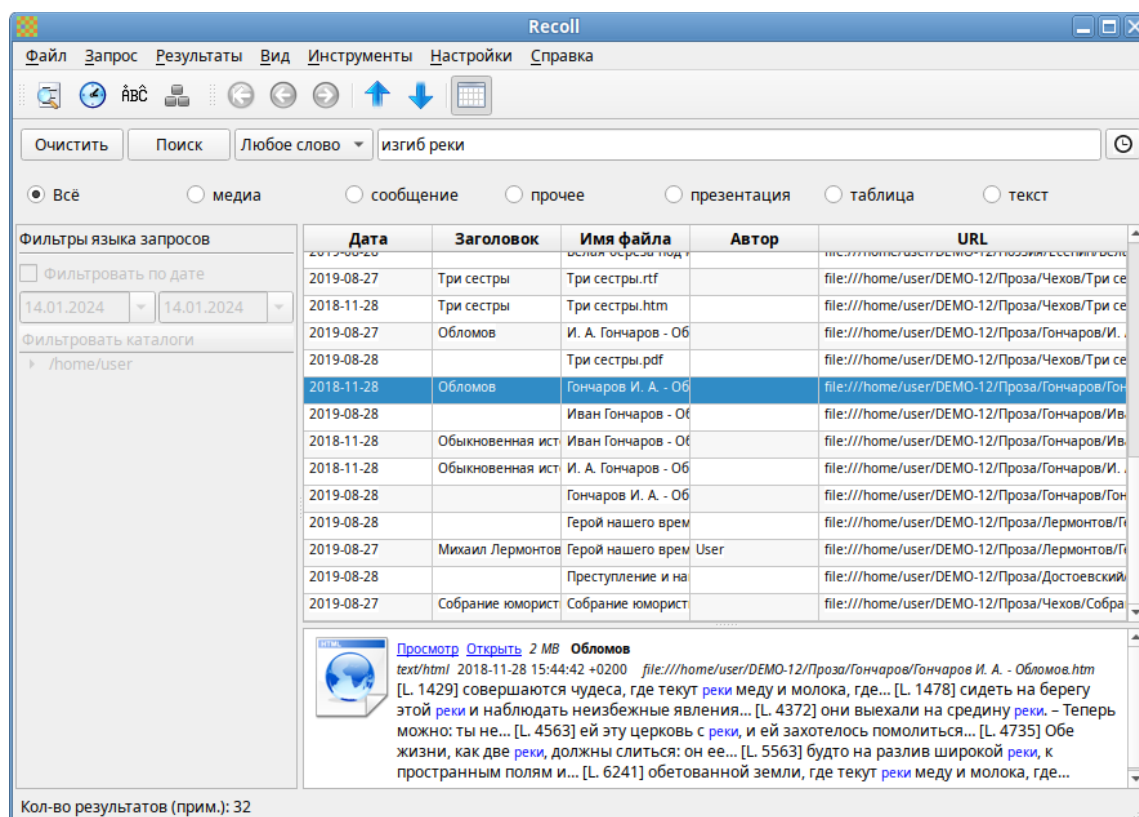 Recoll
Файл Запрос Результаты Вид Инструменты Настройки Справка
ÅBĈ
Очистить Поиск Любое слово изгиб реки
Всё медиа сообщение прочее презентация таблица текст
Фильтры языка запросов
Фильтровать по дате
14.01.2024 14.01.2024
Фильтровать каталоги
/home/user
Дата Заголовок Имя файла Автор URL
2019-08-27 Три сестры Три сестры.rtf file:///home/user/DEMO-12/Проза/Чехов/Три се
2018-11-28 Три сестры Три сестры.htm file:///home/user/DEMO-12/Проза/Чехов/Три се
2019-08-27 Обломов И. А. Гончаров - Об file:///home/user/DEMO-12/Проза/Гончаров/И.
2019-08-28 Три сестры.pdf file:///home/user/DEMO-12/Проза/Чехов/Три се
2018-11-28 Обломов Гончаров И. А. - Об file:///home/user/DEMO-12/Проза/Гончаров/Гон
2019-08-28 Иван Гончаров - Об file:///home/user/DEMO-12/Проза/Гончаров/Ив
2018-11-28 Обыкновенная ист Иван Гончаров - Об file:///home/user/DEMO-12/Проза/Гончаров/Ив
2018-11-28 Обыкновенная ист И. А. Гончаров - Об file:///home/user/DEMO-12/Проза/Гончаров/И.
2019-08-28 Гончаров И. А. - Об file:///home/user/DEMO-12/Проза/Гончаров/Гон
2019-08-28 Герой нашего врем file:///home/user/DEMO-12/Проза/Лермонтов/Г
2019-08-27 Михаил Лермонтов Герой нашего врем User file:///home/user/DEMO-12/Проза/Лермонтов/Г
2019-08-28 Преступление и на file:///home/user/DEMO-12/Проза/Достоевский/
2019-08-27 Собрание юморист Собрание юморист file:///home/user/DEMO-12/Проза/Чехов/Собра
HTML
Просмотр Открыть 2 MB Обломов
text/html 2018-11-28 15:44:42 +0200 file:///home/user/DEMO-12/Проза/Гончаров/Гончаров И. А. - Обломов.htm
[L. 1429] совершаются чудеса, где текут реки меду и молока, где... [L. 1478] сидеть на берегу
этой реки и наблюдать неизбежные явления... [L. 4372] они выехали на средину реки. – Теперь
можно: ты не... [L. 4563] ей эту церковь с реки, и ей захотелось помолиться... [L. 4735] Обе
жизни, как две реки, должны слиться: он ее... [L. 5563] будто на разлив широкой реки, к
пространным полям и... [L. 6241] обетованной земли, где текут реки меду и молока, где...
Кол-во результатов (прим.): 32